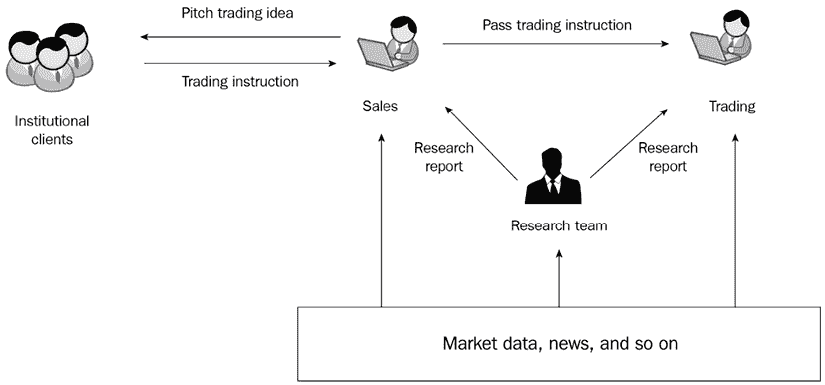 Pitch trading idea
Pass trading instruction
Trading instruction
Sales
Trading
Institutional
clients
Research
report
Research
report
Research team
Market data, news, and so on